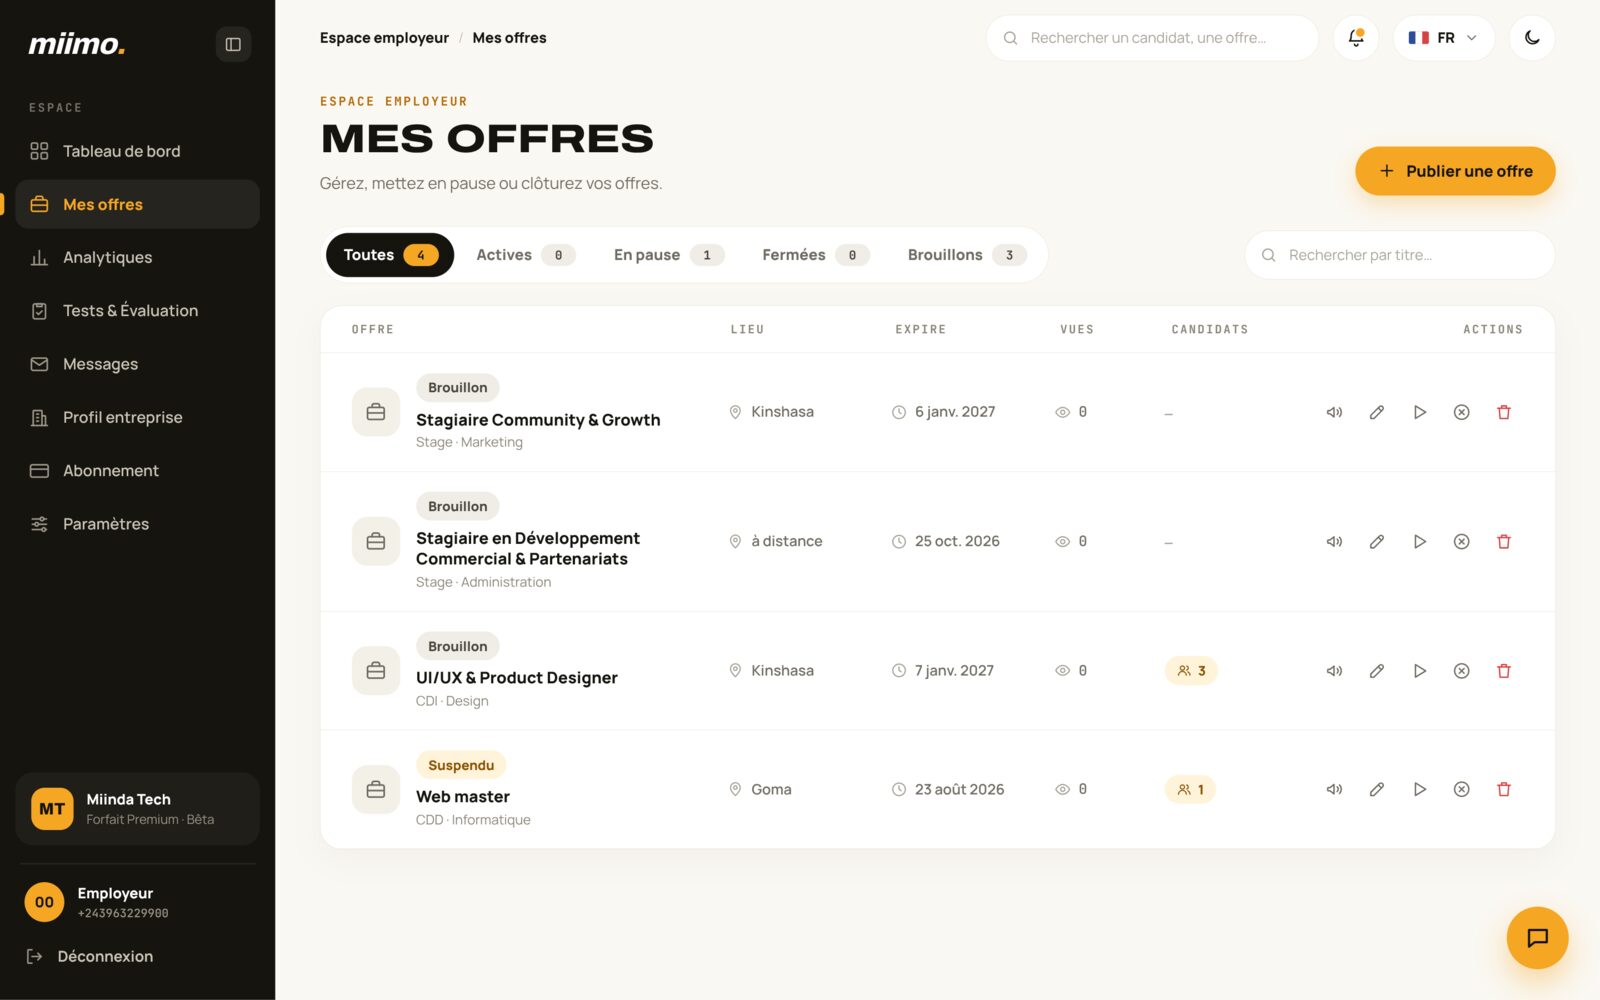 miimo.
ESPACE
Tableau de bord
Mes offres
Analytiques
Tests & Évaluation
Messages
Profil entreprise
Abonnement
Paramètres
MT
Miinda Tech
Forfait Premium · Bêta
00
Employeur
+243963229900
Déconnexion
Espace employeur / Mes offres
Rechercher un candidat, une offre...
FR
ESPACE EMPLOYEUR
MES OFFRES
Gérez, mettez en pause ou clôturez vos offres.
+ Publier une offre
Toutes 4 Actives 0 En pause 1 Fermées 0 Brouillons 3
Rechercher par titre...
OFFRE LIEU EXPIRE VUES CANDIDATS ACTIONS
Brouillon
Stagiaire Community & Growth
Stage · Marketing
Kinshasa 6 janv. 2027 0 –
Brouillon
Stagiaire en Développement
Commercial & Partenariats
Stage · Administration
à distance 25 oct. 2026 0 –
Brouillon
UI/UX & Product Designer
CDI · Design
Kinshasa 7 janv. 2027 0 3
Suspendu
Web master
CDD · Informatique
Goma 23 août 2026 0 1